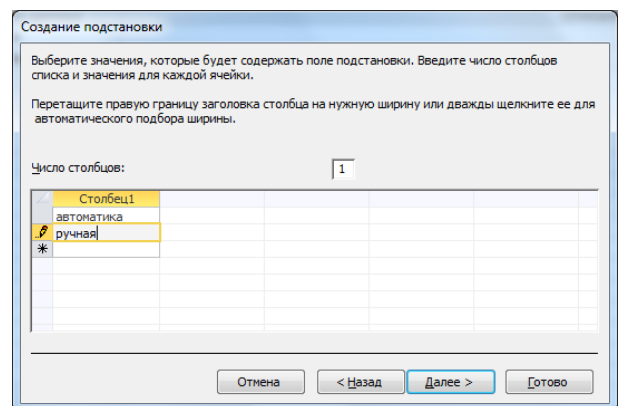 Создание подстановки
Выберите значения, которые будет содержать поле подстановки. Введите число столбцов
списка и значения для каждой ячейки.
Перетащите правую границу заголовка столбца на нужную ширину или дважды щелкните ее для
автоматического подбора ширины.
Число столбцов: 1
Столбец1
автоматика
ручная
Отмена < Назад Далее > Готово